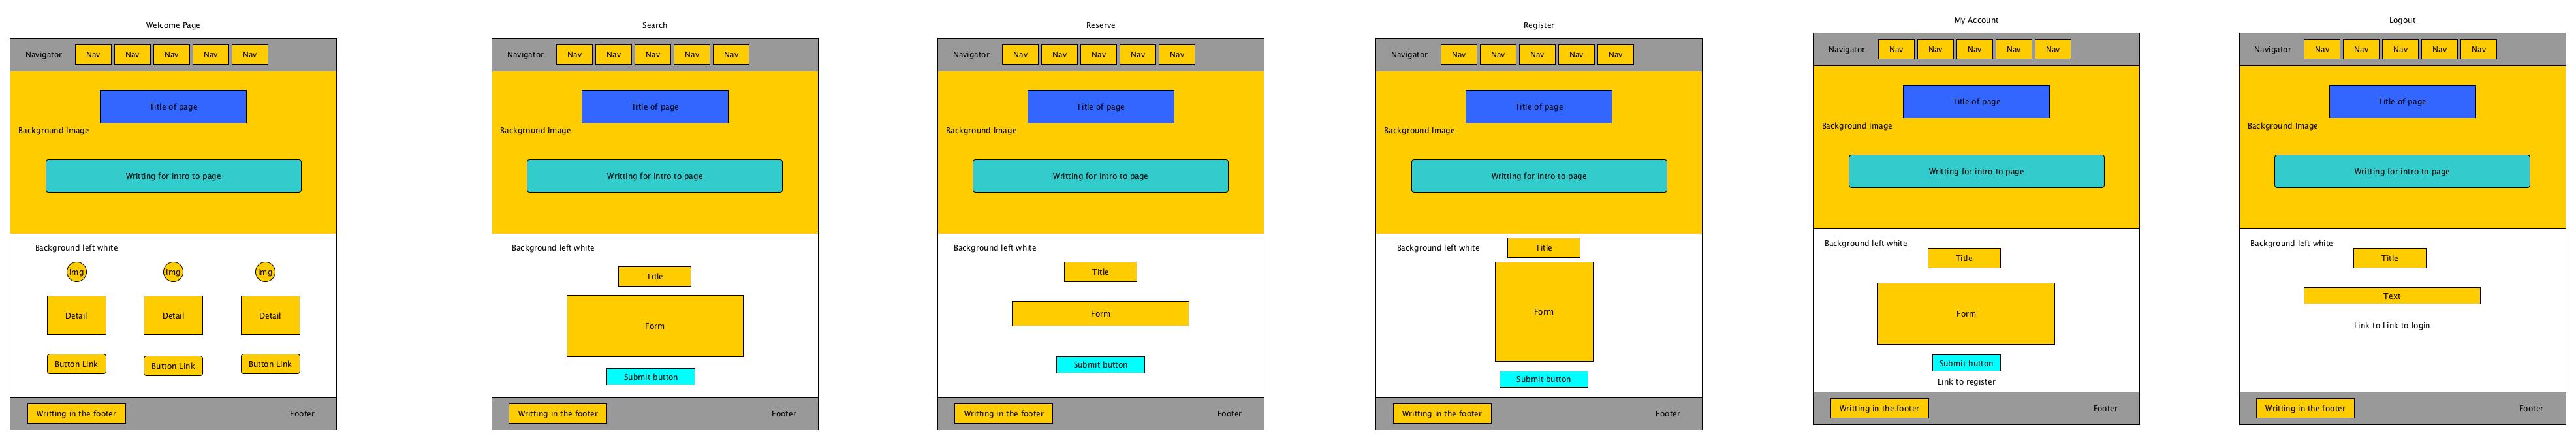 Welcome Page
Navigator Nav Nav Nav Nav Nav
Title of page
Background Image
Writting for intro to page
Background left white
Img Img Img
Detail Detail Detail
Button Link Button Link Button Link
Writting in the footer Footer
Search
Navigator Nav Nav Nav Nav Nav
Title of page
Background Image
Writting for intro to page
Background left white
Title
Form
Submit button
Writting in the footer Footer
Reserve
Navigator Nav Nav Nav Nav Nav
Title of page
Background Image
Writting for intro to page
Background left white
Title
Form
Submit button
Writting in the footer Footer
Register
Navigator Nav Nav Nav Nav Nav
Title of page
Background Image
Writting for intro to page
Background left white Title
Form
Submit button
Writting in the footer Footer
My Account
Navigator Nav Nav Nav Nav Nav
Title of page
Background Image
Writting for intro to page
Background left white
Title
Form
Submit button
Link to register
Writting in the footer Footer
Logout
Navigator Nav Nav Nav Nav Nav
Title of page
Background Image
Writting for intro to page
Background left white
Title
Text
Link to Link to login
Writting in the footer Footer